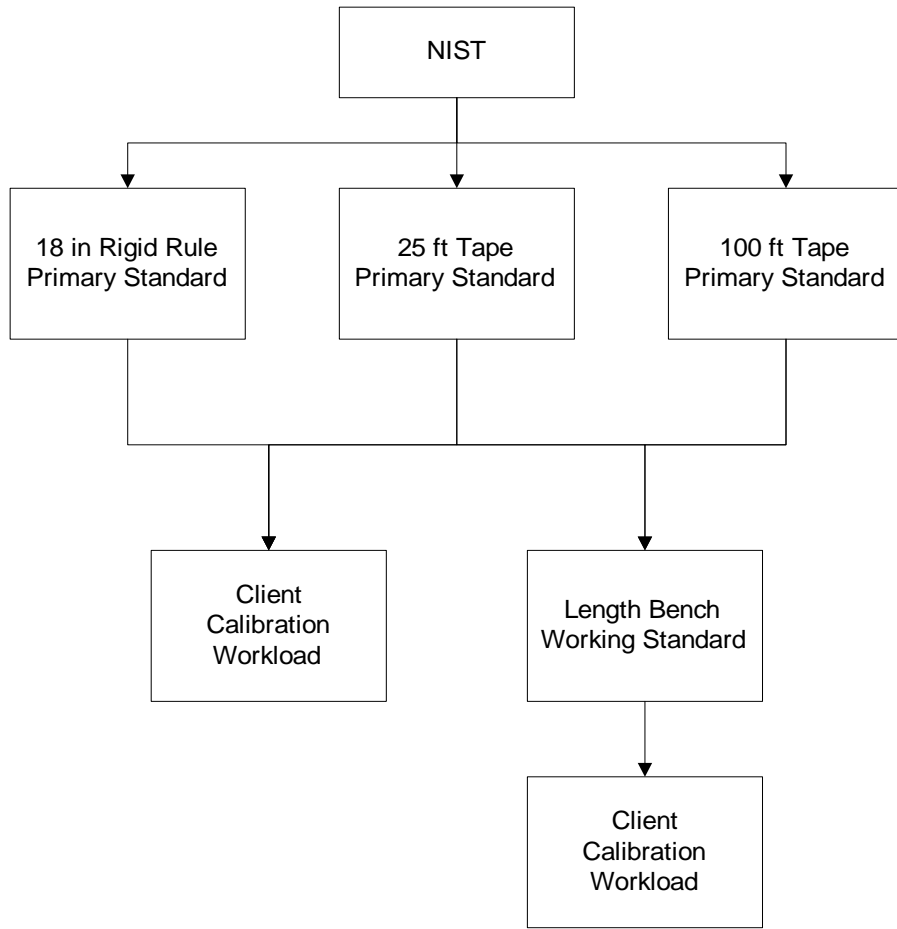 NIST
18 in Rigid Rule
Primary Standard
25 ft Tape
Primary Standard
100 ft Tape
Primary Standard
Client
Calibration
Workload
Length Bench
Working Standard
Client
Calibration
Workload